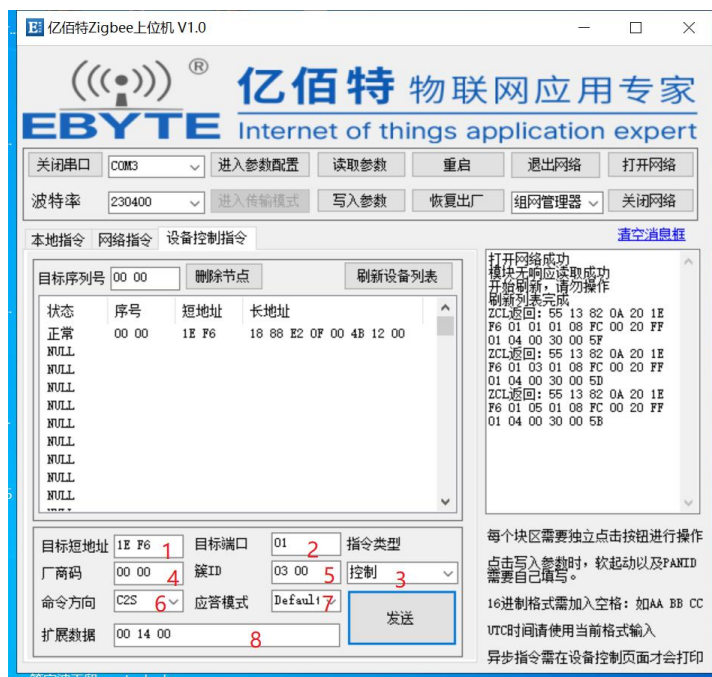 亿佰特Zigbee上位机 V1.0
(((•))) ® 亿佰特 物联网应用专家
EBYTE Internet of things application expert
关闭串口 COM3 进入参数配置 读取参数 重启 退出网络 打开网络
波特率 230400 进入传输模式 写入参数 恢复出厂 组网管理器 关闭网络
本地指令 网络指令 设备控制指令 清空消息框
目标序列号 00 00 删除节点 刷新设备列表
状态 序号 短地址 长地址
正常 00 00 1E F6 18 88 E2 0F 00 4B 12 00
NULL
NULL
NULL
NULL
NULL
NULL
NULL
NULL
NULL
打开网络成功
模块无响应读取成功
开始刷新，请勿操作
刷新列表完成
ZCL返回: 55 13 82 0A 20 1E
F6 01 01 01 08 FC 00 20 FF
01 04 00 30 00 5F
ZCL返回: 55 13 82 0A 20 1E
F6 01 03 01 08 FC 00 20 FF
01 04 00 30 00 5D
ZCL返回: 55 13 82 0A 20 1E
F6 01 05 01 08 FC 00 20 FF
01 04 00 30 00 5B
目标短地址 1E F6 1 目标端口 01 2 指令类型
厂商码 00 00 4 簇ID 03 00 5 控制 3
命令方向 C2S 6 应答模式 Default 7 发送
扩展数据 00 14 00 8
每个块区需要独立点击按钮进行操作
点击写入参数时，软起动以及PANID
需要自己填写。
16进制格式需加入空格：如AA BB CC
UTC时间请使用当前格式输入
异步指令需在设备控制页面才会打印